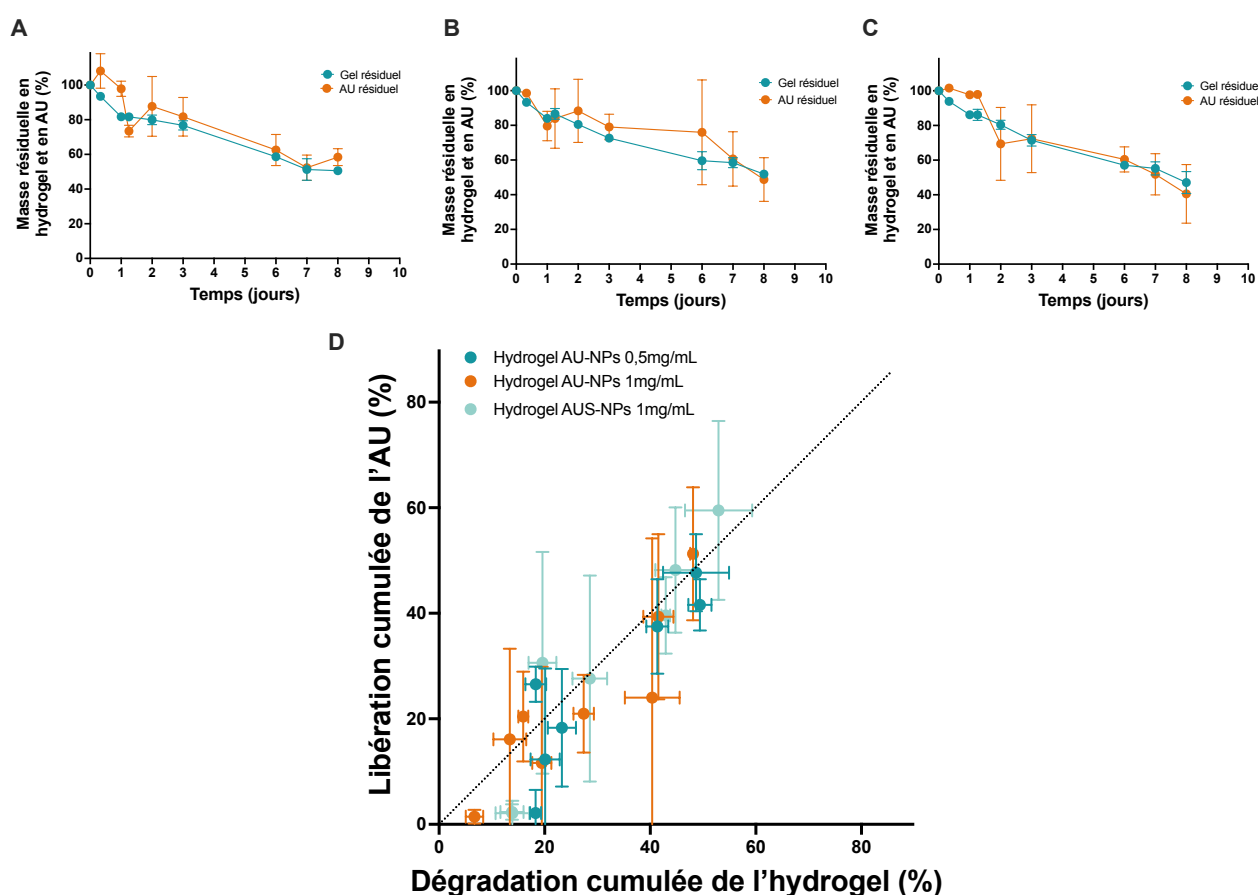 A
Masse résiduelle en
hydrogel et en AU (%)
Gel résiduel
AU résiduel
100
80
60
40
20
0
0 1 2 3 4 5 6 7 8 9 10
Temps (jours)
B
Masse résiduelle en
hydrogel et en AU (%)
Gel résiduel
AU résiduel
100
80
60
40
20
0
0 1 2 3 4 5 6 7 8 9 10
Temps (jours)
C
Masse résiduelle en
hydrogel et en AU (%)
Gel résiduel
AU résiduel
100
80
60
40
20
0
0 1 2 3 4 5 6 7 8 9 10
Temps (jours)
D
Hydrogel AU-NPs 0,5mg/mL
Hydrogel AU-NPs 1mg/mL
Hydrogel AUS-NPs 1mg/mL
Libération cumulée de l'AU (%)
80
60
40
20
0
0 20 40 60 80
Dégradation cumulée de l'hydrogel (%)